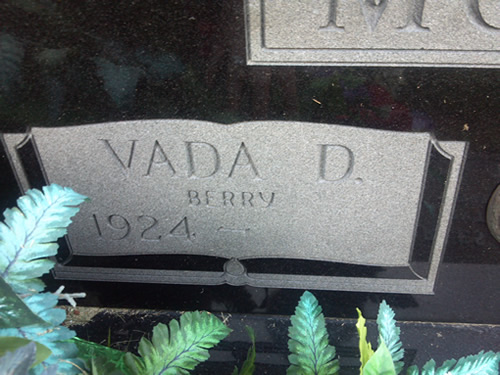 VADA D.
BERRY
1924 —